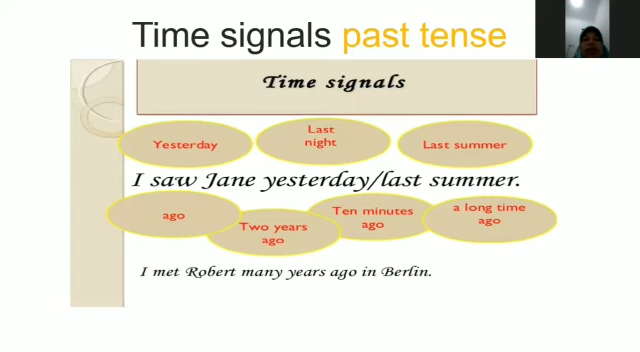 Time signals past tense
Time signals
Yesterday
Last
night
Last summer
I saw Jane yesterday/last summer.
ago
Two years
ago
Ten minutes
ago
a long time
ago
I met Robert many years ago in Berlin.